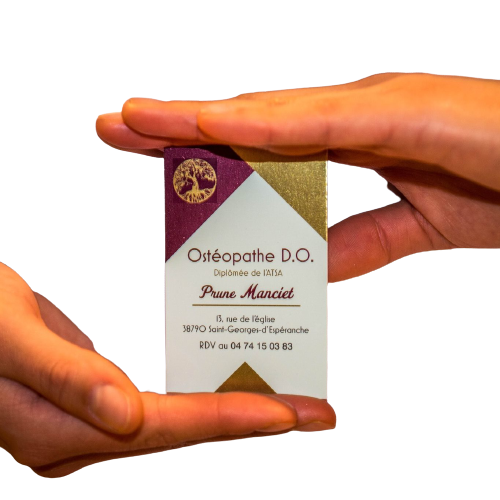 Ostéopathe D.O.
Diplômée de l'ATSA
Prune Manciet
13, rue de l'église
38790 Saint-Georges-d'Espéranche
RDV au 04 74 15 03 83